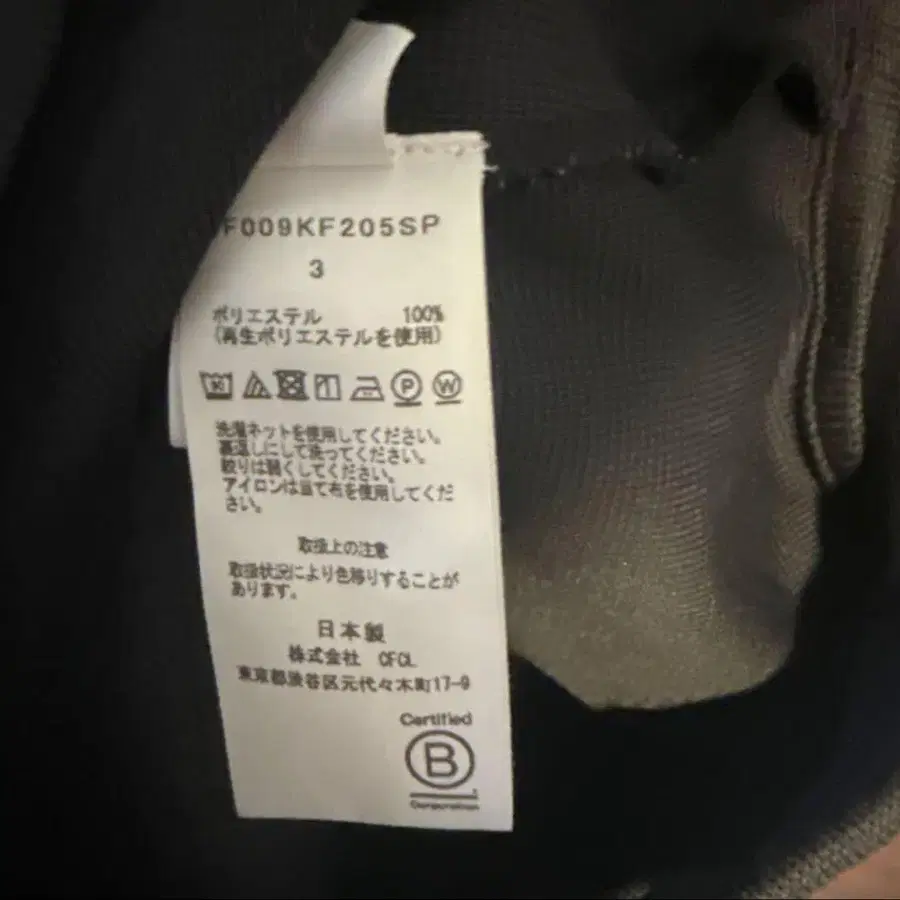 F009KF205SP
3
ポリエステル 100%
(再生ポリエステルを使用)
P W
洗濯ネットを使用してください。
裏返しにして洗ってください。
絞りは弱くしてください。
アイロンは当て布を使用してくだ
さい。
取扱上の注意
取扱状況により色移りすることが
あります。
日本製
株式会社 CFCL
東京都渋谷区元代々木町17-9
Certified
B
Corporation